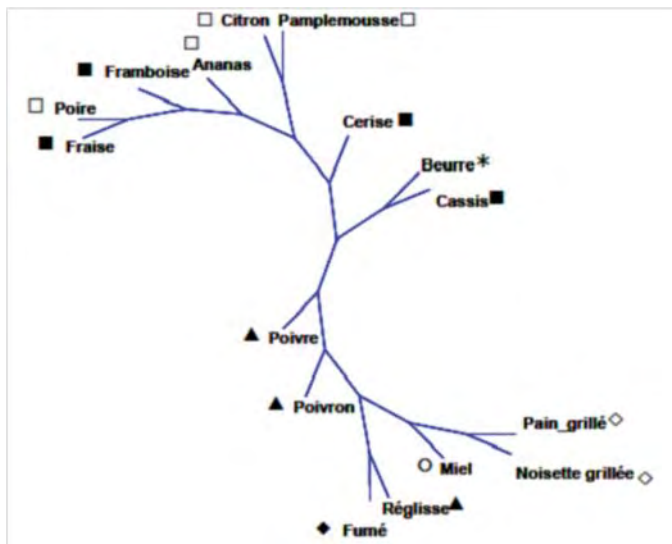 □ Citron Pamplemousse □
□
Ananas
■ Framboise
□ Poire
Cerise ■
■ Fraise
Beurre *
Cassis ■
▲ Poivre
▲ Poivron
Pain_grillé ◇
○ Miel
Noisette grillée ◇
Réglisse ▲
◆ Fumé